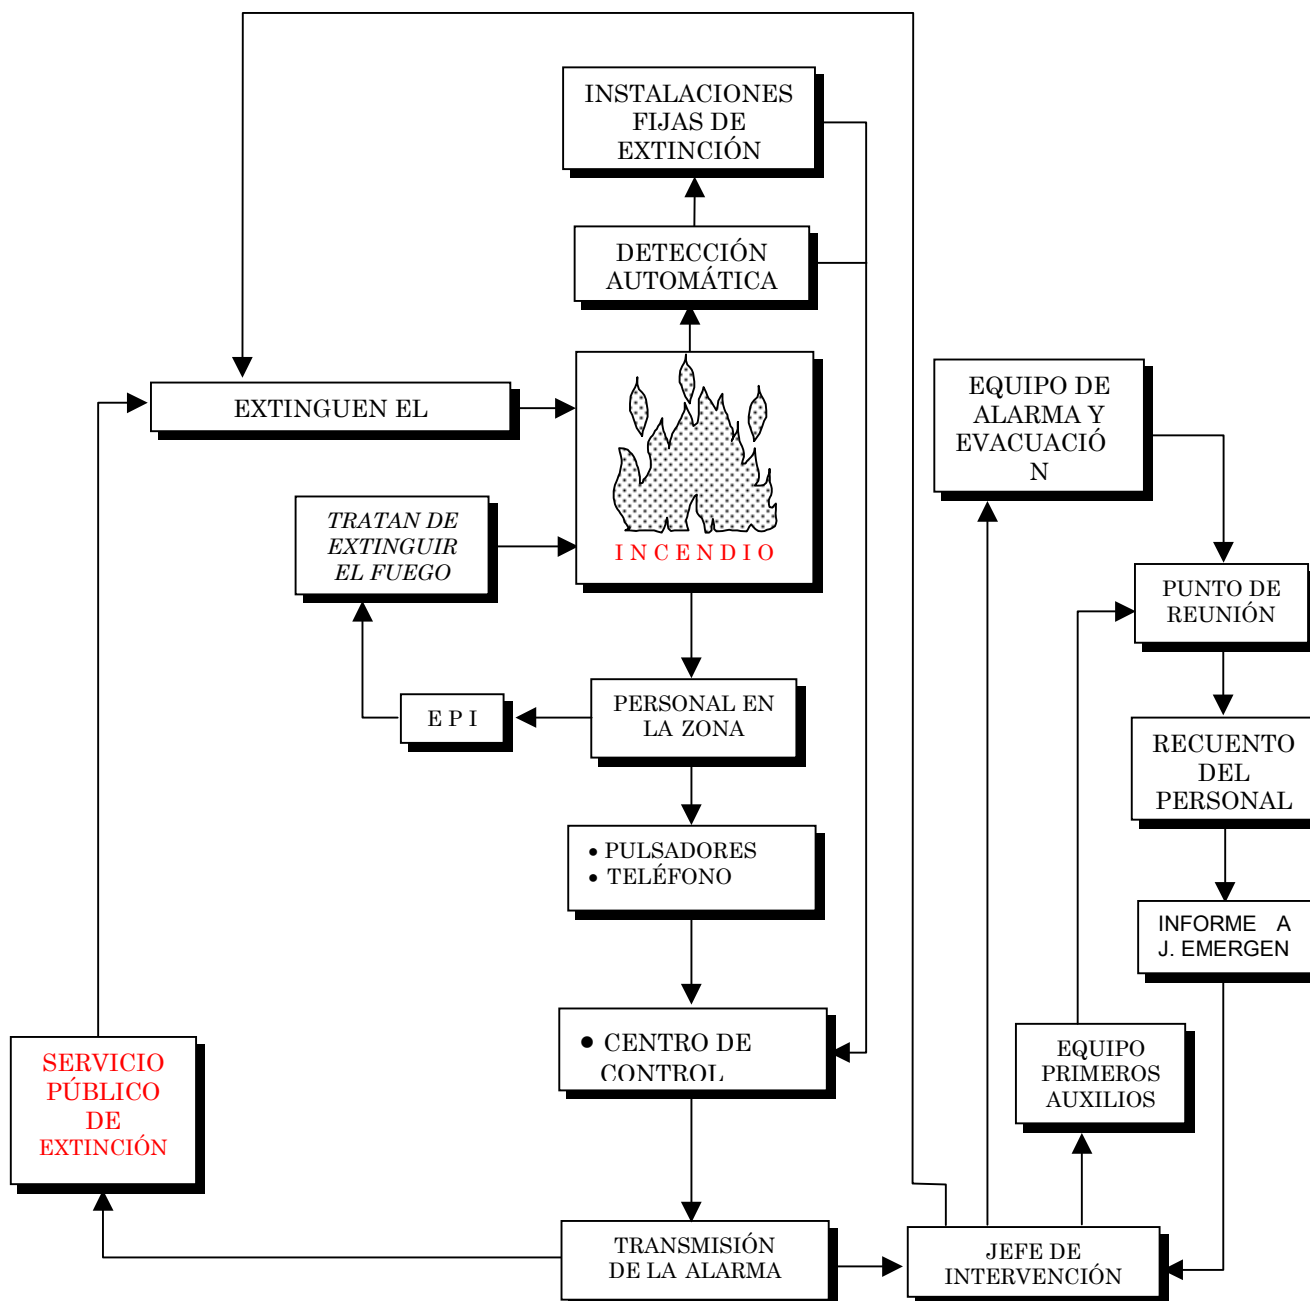 INSTALACIONES
FIJAS DE
EXTINCIÓN
DETECCIÓN
AUTOMÁTICA
EXTINGUEN EL
INCENDIO
TRATAN DE
EXTINGUIR
EL FUEGO
EQUIPO DE
ALARMA Y
EVACUACIÓ
N
PUNTO DE
REUNIÓN
E P I
PERSONAL EN
LA ZONA
RECUENTO
DEL
PERSONAL
• PULSADORES
• TELÉFONO
INFORME A
J. EMERGEN
• CENTRO DE
CONTROL
EQUIPO
PRIMEROS
AUXILIOS
SERVICIO
PÚBLICO
DE
EXTINCIÓN
TRANSMISIÓN
DE LA ALARMA
JEFE DE
INTERVENCIÓN